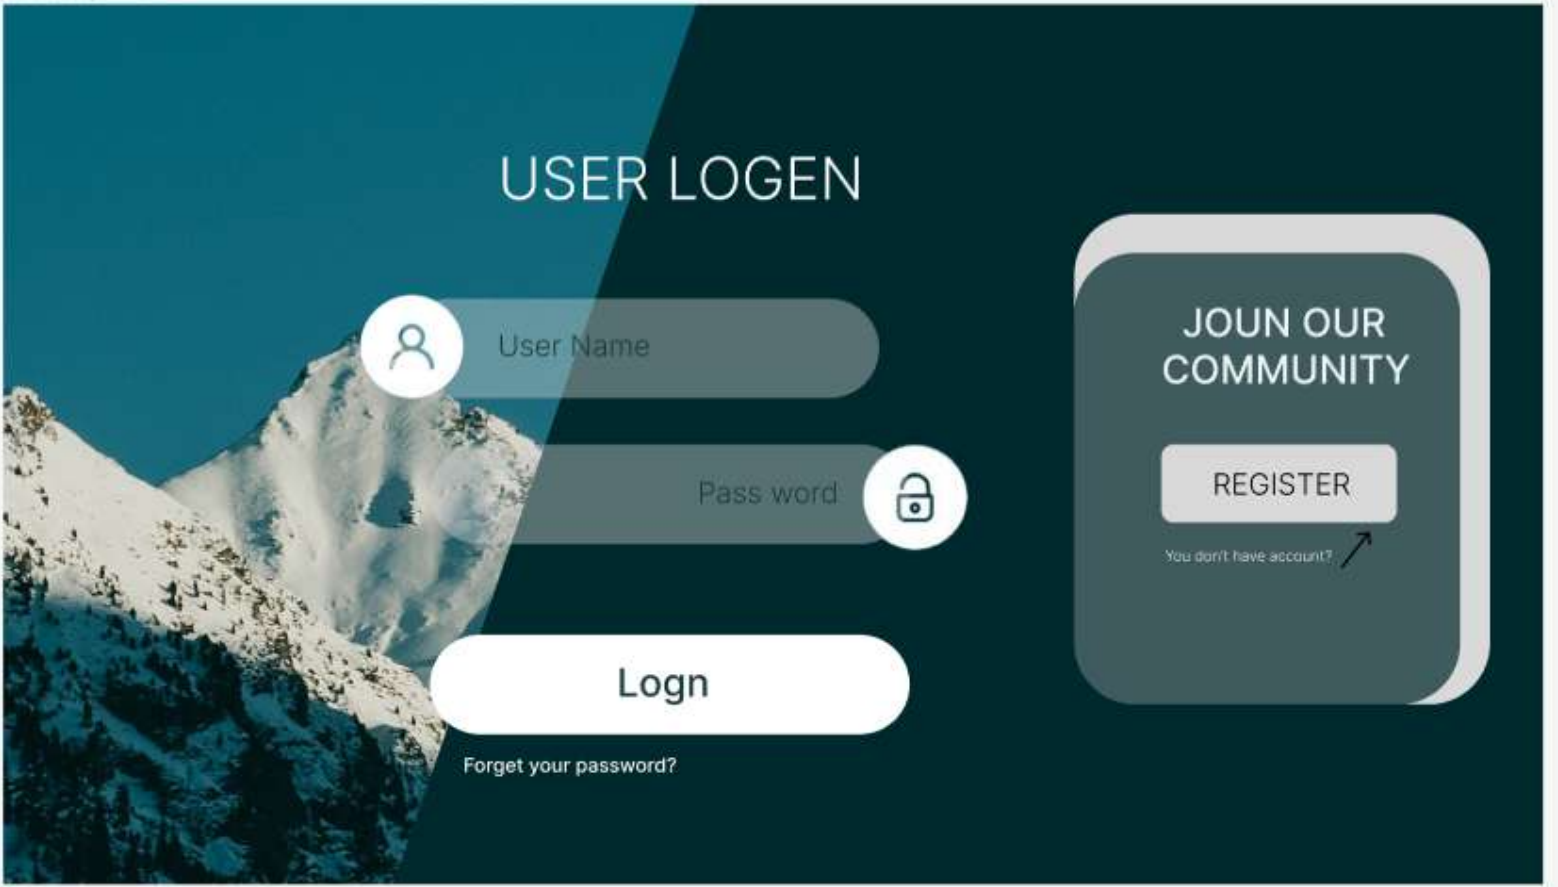 USER LOGEN
User Name
Pass word
Logn
Forget your password?
JOUN OUR
COMMUNITY
REGISTER
You don't have account?